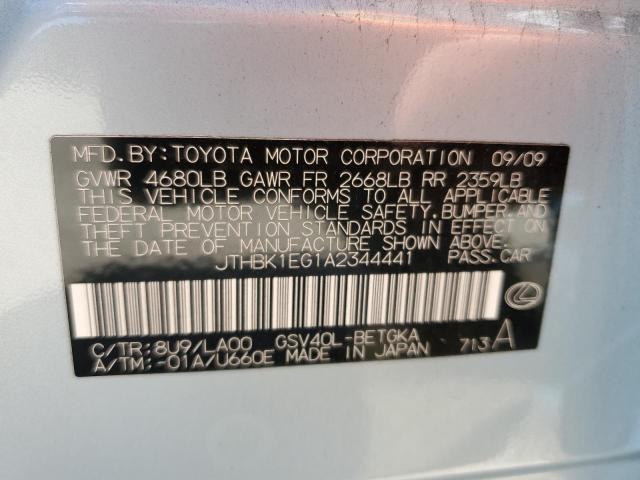 MFD. BY: TOYOTA MOTOR CORPORATION 09/09
GVWR 4680LB GAWR FR 2668LB RR 2359LB
THIS VEHICLE CONFORMS TO ALL APPLICABLE
FEDERAL MOTOR VEHICLE SAFETY, BUMPER, AND
THEFT PREVENTION STANDARDS IN EFFECT ON
THE DATE OF MANUFACTURE SHOWN ABOVE.
JTHBK1EG1A2344441 PASS. CAR
C/TR: 8U9/LA00 GSV40L-BETGKA
A/TM: -01A/U660E MADE IN JAPAN 713 A